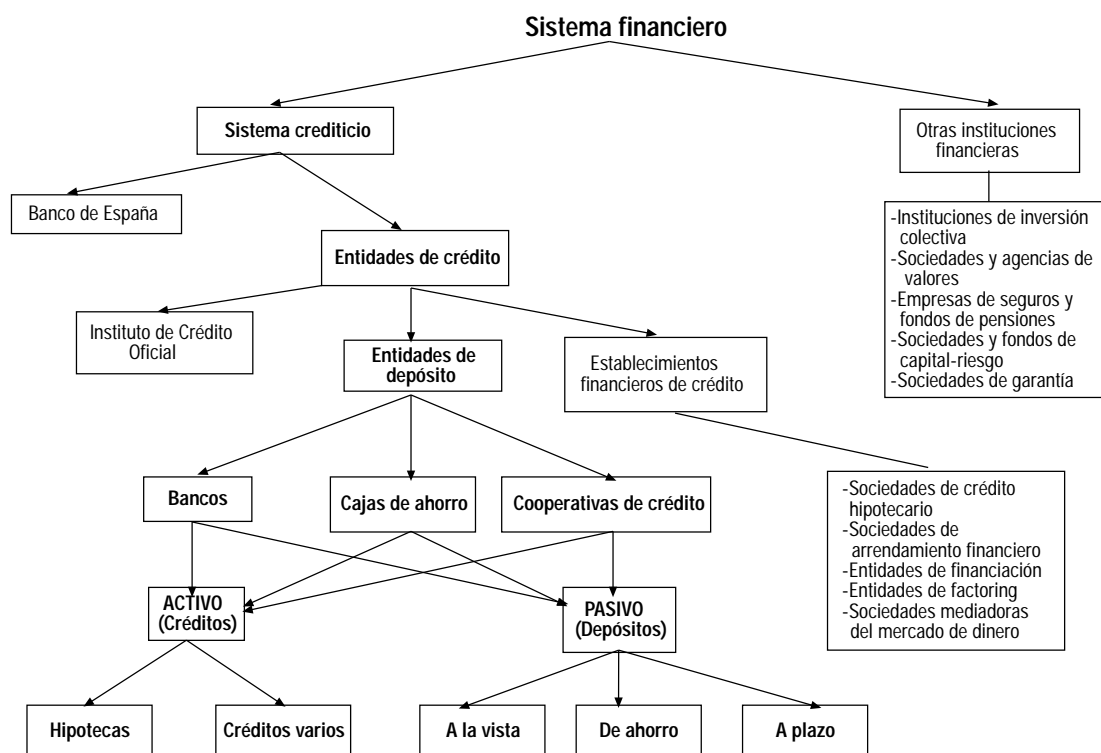 Sistema financiero
Sistema crediticio
Otras instituciones
financieras
Banco de España
-Instituciones de inversión
colectiva
-Sociedades y agencias de
valores
-Empresas de seguros y
fondos de pensiones
-Sociedades y fondos de
capital-riesgo
-Sociedades de garantía
Entidades de crédito
Instituto de Crédito
Oficial
Entidades de
depósito
Establecimientos
financieros de crédito
Bancos
Cajas de ahorro
Cooperativas de crédito
-Sociedades de crédito
hipotecario
-Sociedades de
arrendamiento financiero
-Entidades de financiación
-Entidades de factoring
-Sociedades mediadoras
del mercado de dinero
ACTIVO
(Créditos)
PASIVO
(Depósitos)
Hipotecas
Créditos varios
A la vista
De ahorro
A plazo